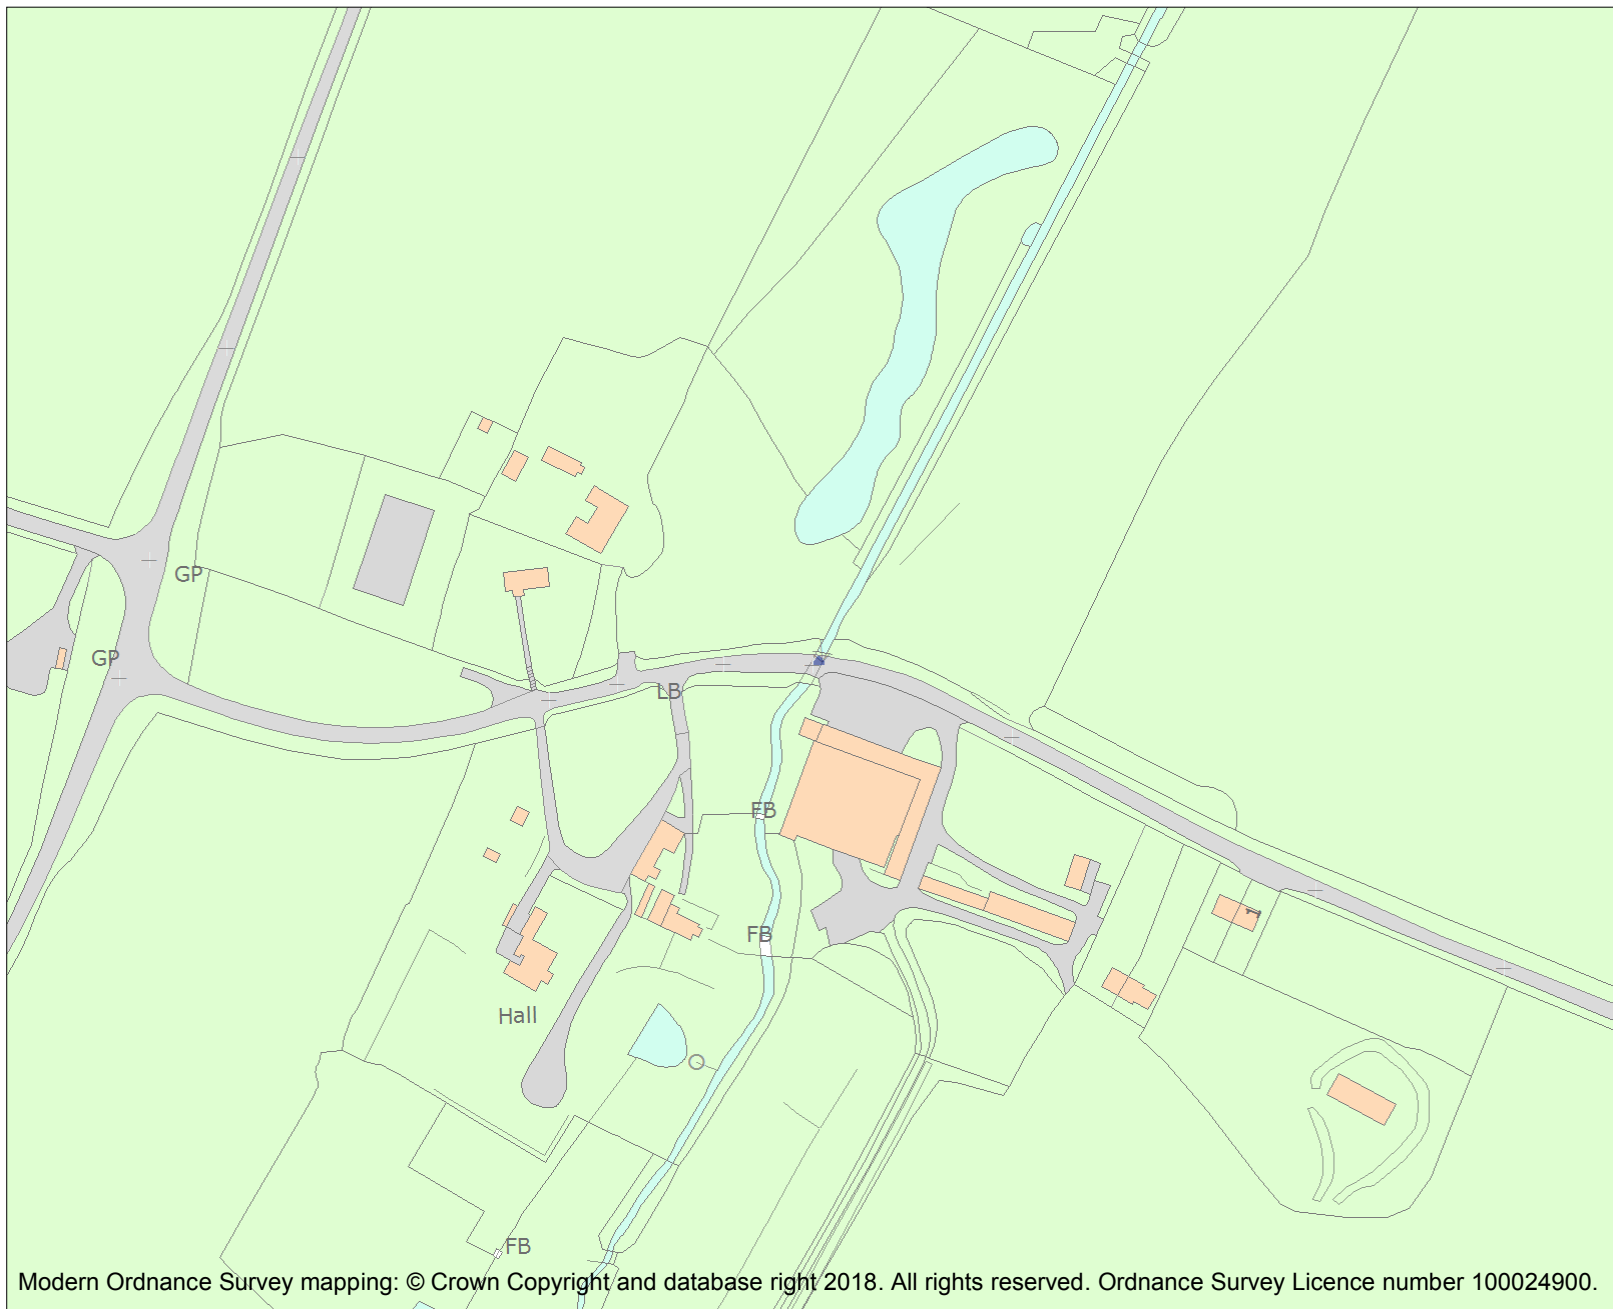 GP
GP
LB
FB
1
FB
Hall
FB
Modern Ordnance Survey mapping: © Crown Copyright and database right 2018. All rights reserved. Ordnance Survey Licence number 100024900.